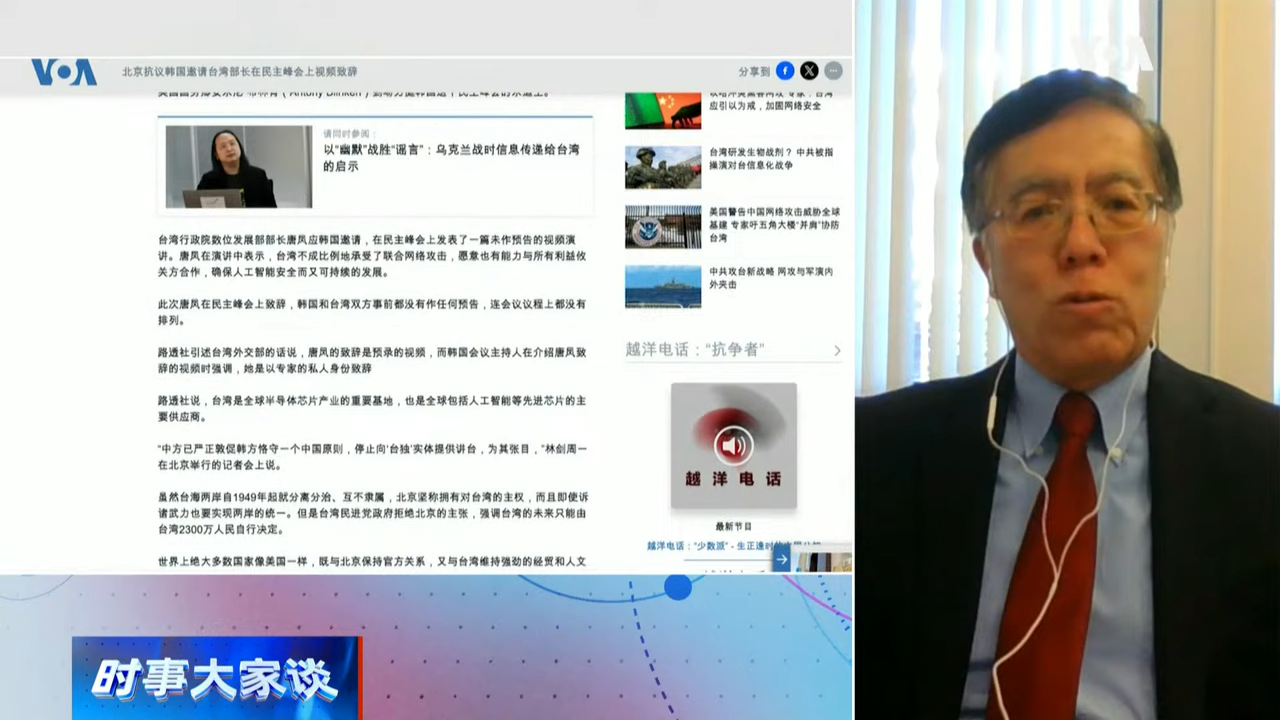 VOA
北京抗议韩国邀请台湾部长在民主峰会上视频致辞
分享到
请同时参阅：
以“幽默”战胜“谣言”：乌克兰战时信息传递给台湾
的启示
台湾行政院数位发展部部长唐凤应韩国邀请，在民主峰会上发表了一篇未作预告的视频演
讲。唐凤在演讲中表示，台湾不成比例地承受了联合网络攻击，愿意也有能力与所有利益攸
关方合作，确保人工智能安全而又可持续的发展。
此次唐凤在民主峰会上致辞，韩国和台湾双方事前都没有作任何预告，连会议议程上都没有
排列。
路透社引述台湾外交部的话说，唐凤的致辞是预录的视频，而韩国会议主持人在介绍唐凤致
辞的视频时强调，她是以专家的私人身份致辞
路透社说，台湾是全球半导体芯片产业的重要基地，也是全球包括人工智能等先进芯片的主
要供应商。
“中方已严正敦促韩方恪守一个中国原则，停止向‘台独’实体提供讲台，为其张目，”林剑周一
在北京举行的记者会上说。
虽然台海两岸自1949年起就分离分治、互不隶属，北京坚称拥有对台湾的主权，而且即使诉
诸武力也要实现两岸的统一。但是台湾民进党政府拒绝北京的主张，强调台湾的未来只能由
台湾2300万人民自行决定。
世界上绝大多数国家像美国一样，既与北京保持官方关系，又与台湾维持强劲的经贸和人文
应引以为戒，加固网络安全
台湾研发生物战剂？ 中共被指
操演对台信息化战争
美国警告中国网络攻击威胁全球
基建 专家吁五角大楼“并肩”协防
台湾
中共攻台新战略 网攻与军演内
外夹击
越洋电话：“抗争者”
越洋电话
最新节目
越洋电话：“少数派” - 生正逢时
时事大家谈
VOA